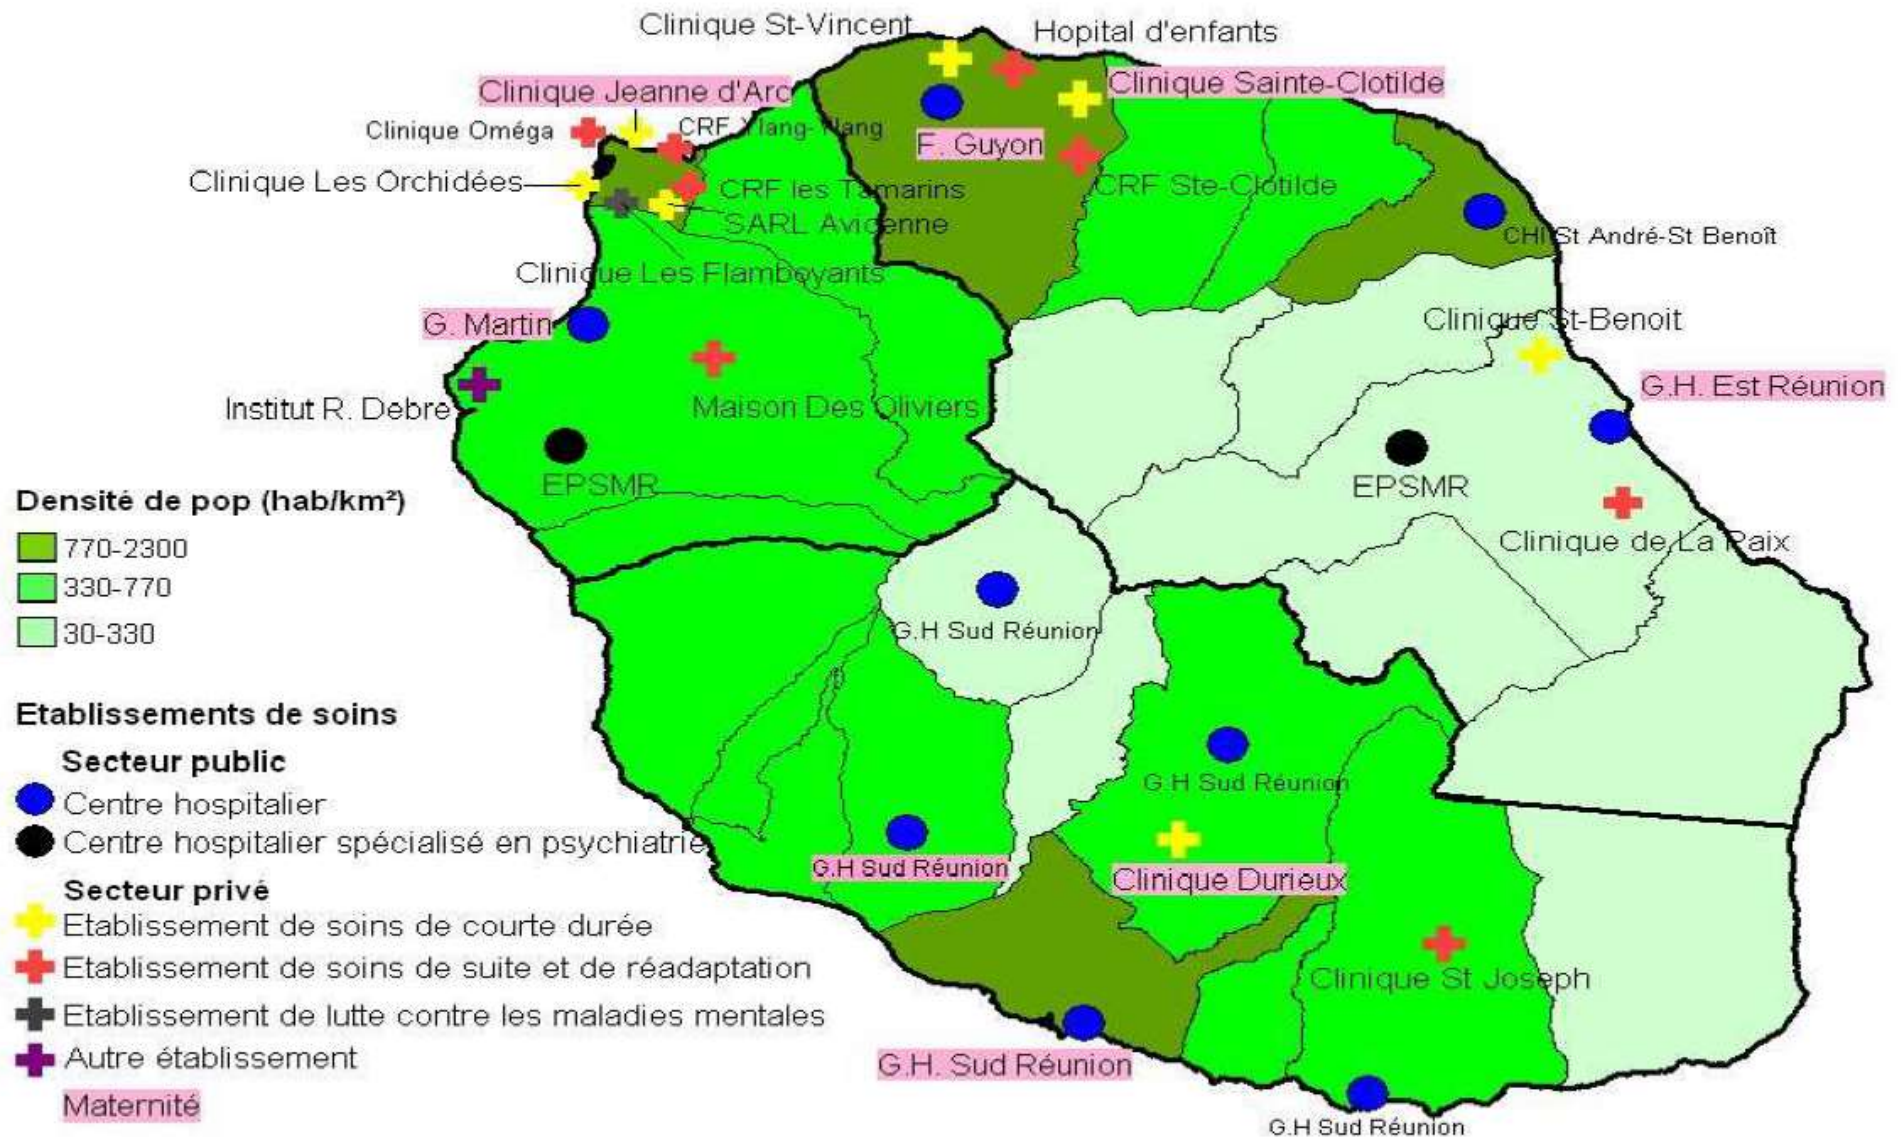 Clinique St-Vincent
Hopital d'enfants
Clinique Jeanne d'Arc
Clinique Sainte-Clotilde
Clinique Oméga
CRF Ylang-Ylang
F. Guyon
Clinique Les Orchidées
CRF les Tamarins
CRF Ste-Clotilde
SARL Avicenne
CHI St André-St Benoît
Clinique Les Flamboyants
G. Martin
Clinique St-Benoit
G.H. Est Réunion
Institut R. Debre
Maison Des Oliviers
EPSMR
EPSMR
Clinique de La Paix
Densité de pop (hab/km²)
770-2300
330-770
30-330
G.H Sud Réunion
Etablissements de soins
Secteur public
Centre hospitalier
Centre hospitalier spécialisé en psychiatrie
Secteur privé
Etablissement de soins de courte durée
Etablissement de soins de suite et de réadaptation
Etablissement de lutte contre les maladies mentales
Autre établissement
Maternité
G H Sud Réunion
G.H Sud Réunion
Clinique Durieux
Clinique St Joseph
G.H. Sud Réunion
G.H Sud Réunion